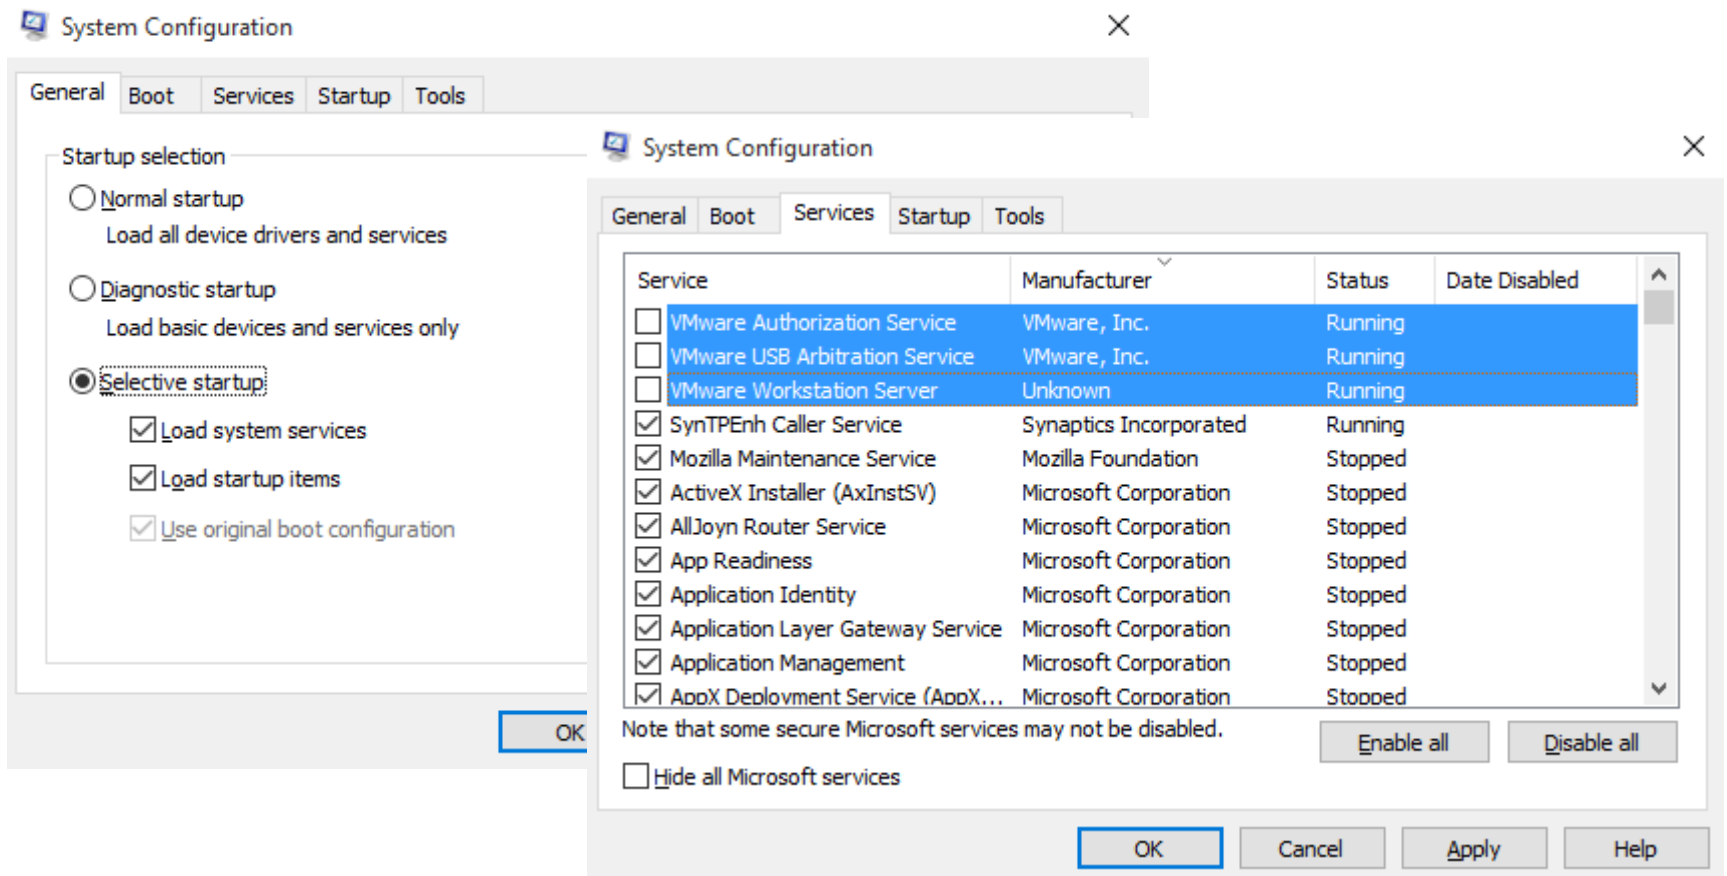 System Configuration
General Boot Services Startup Tools
Startup selection
Normal startup
Load all device drivers and services
Diagnostic startup
Load basic devices and services only
Selective startup
Load system services
Load startup items
Use original boot configuration
OK
System Configuration
General Boot Services Startup Tools
Service Manufacturer Status Date Disabled
VMware Authorization Service VMware, Inc. Running
VMware USB Arbitration Service VMware, Inc. Running
VMware Workstation Server Unknown Running
SynTPEnh Caller Service Synaptics Incorporated Running
Mozilla Maintenance Service Mozilla Foundation Stopped
ActiveX Installer (AxInstSV) Microsoft Corporation Stopped
AllJoyn Router Service Microsoft Corporation Stopped
App Readiness Microsoft Corporation Stopped
Application Identity Microsoft Corporation Stopped
Application Layer Gateway Service Microsoft Corporation Stopped
Application Management Microsoft Corporation Stopped
AppX Deployment Service (AppX... Microsoft Corporation Stopped
Note that some secure Microsoft services may not be disabled.
Enable all Disable all
Hide all Microsoft services
OK Cancel Apply Help